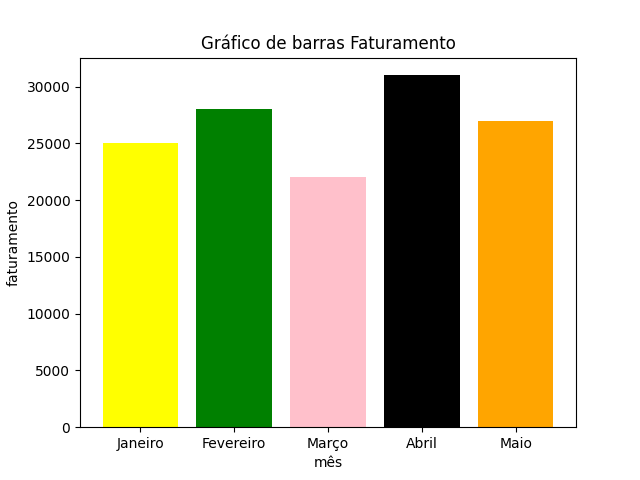 Gráfico de barras Faturamento
faturamento
30000
25000
20000
15000
10000
5000
0
Janeiro Fevereiro Março Abril Maio
mês